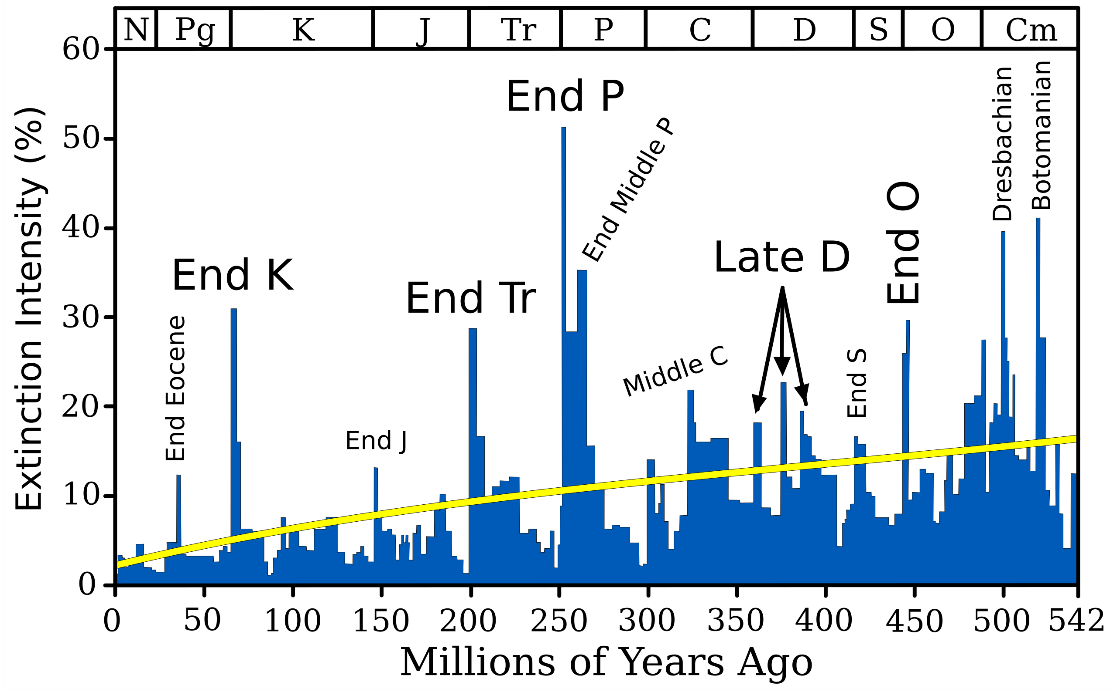 N Pg K J Tr P C D S O Cm
60
50
40
30
20
10
0
Extinction Intensity (%)
End K
End Eocene
End J
End Tr
End P
End Middle P
Middle C
Late D
End S
End O
Dresbachian
Botomanian
0 50 100 150 200 250 300 350 400 450 500 542
Millions of Years Ago